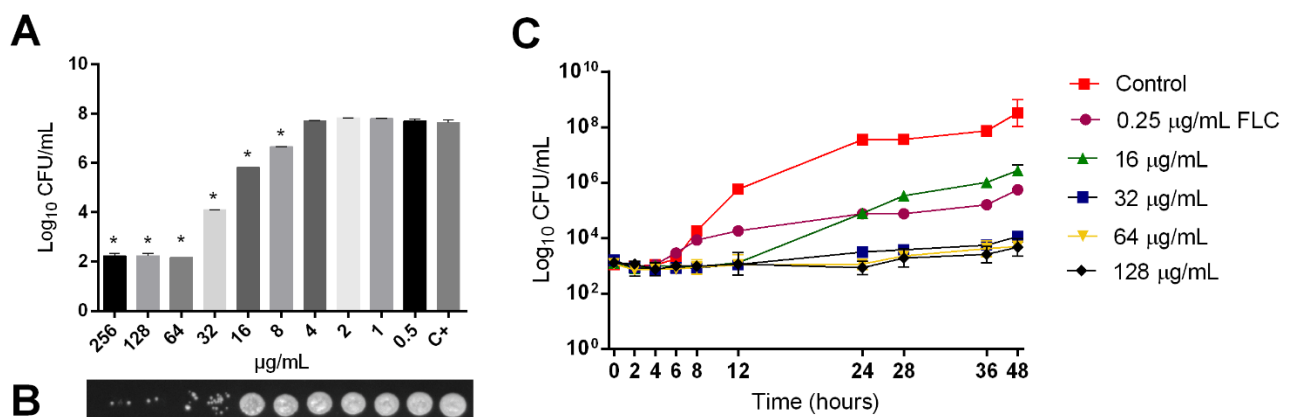 A
10
8
6
4
2
0
Log10 CFU/mL
* * * * * *
256 128 64 32 16 8 4 2 1 0.5 C+
µg/mL
B
C
10^10
10^8
10^6
10^4
10^2
10^0
Log10 CFU/mL
0 2 4 6 8 12 24 28 36 48
Time (hours)
Control
0.25 µg/mL FLC
16 µg/mL
32 µg/mL
64 µg/mL
128 µg/mL